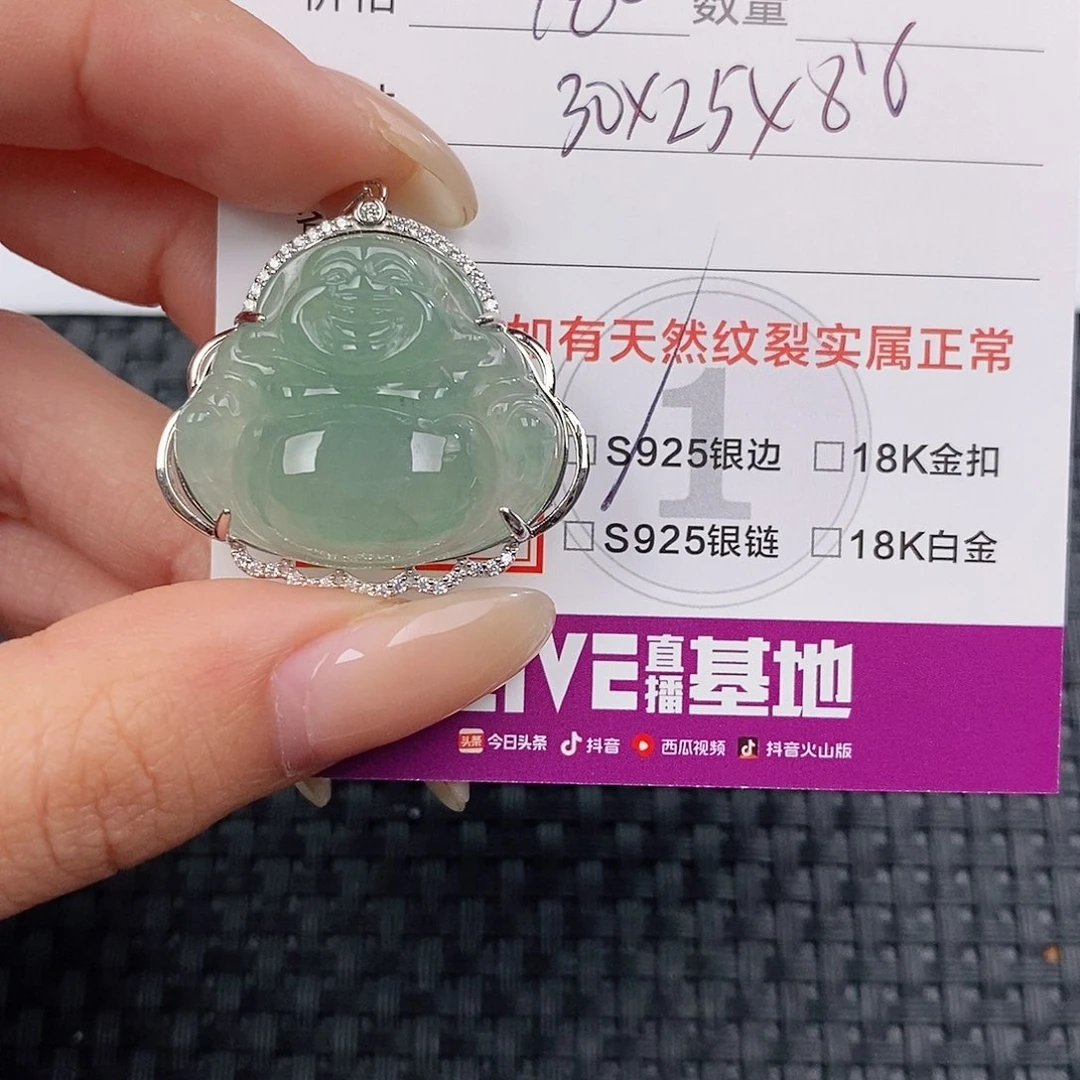 数量
30X25X8.6
如有天然纹裂实属正常
□S925银边 □18K金扣
1
□S925银链 □18K白金
LIVE直播基地
头条 今日头条 抖音 西瓜视频 抖音火山版